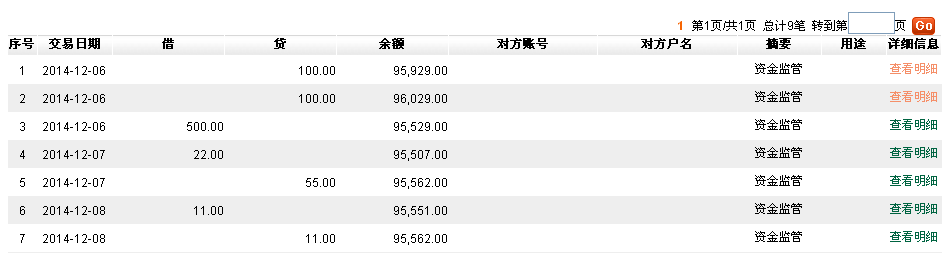 1 第1页/共1页 总计9笔 转到第 页 Go
序号 交易日期 借 贷 余额 对方账号 对方户名 摘要 用途 详细信息
1 2014-12-06 100.00 95,929.00 资金监管 查看明细
2 2014-12-06 100.00 96,029.00 资金监管 查看明细
3 2014-12-06 500.00 95,529.00 资金监管 查看明细
4 2014-12-07 22.00 95,507.00 资金监管 查看明细
5 2014-12-07 55.00 95,562.00 资金监管 查看明细
6 2014-12-08 11.00 95,551.00 资金监管 查看明细
7 2014-12-08 11.00 95,562.00 资金监管 查看明细